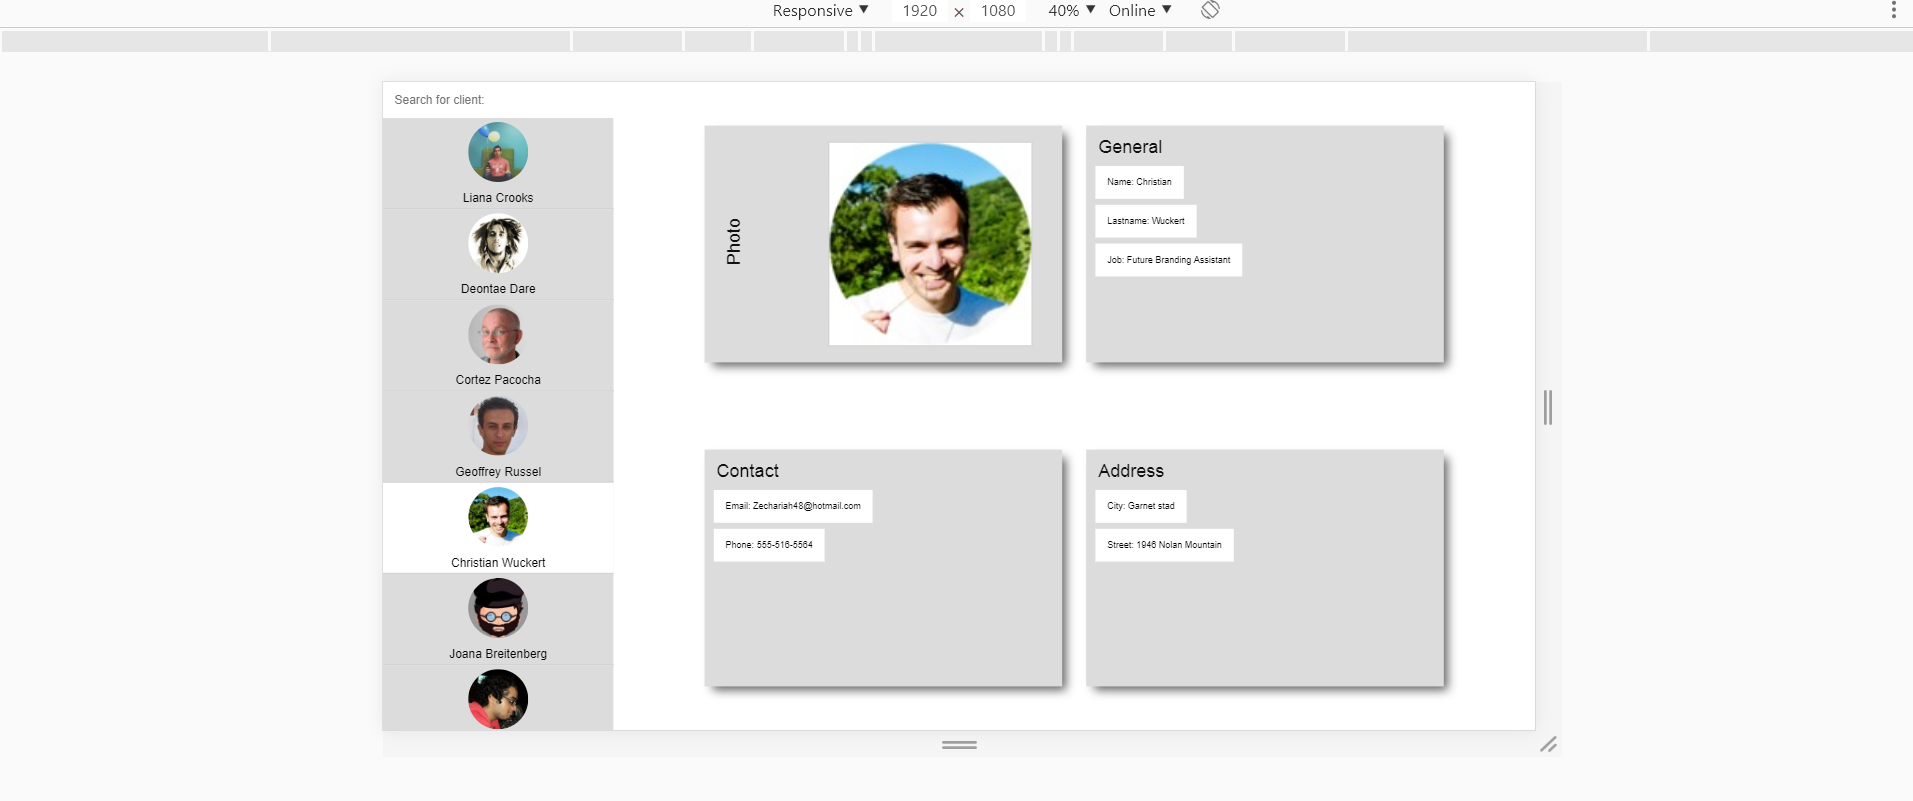 Responsive ▼ 1920 × 1080 40% ▼ Online ▼
Search for client:
Liana Crooks
Deontae Dare
Cortez Pacocha
Geoffrey Russel
Christian Wuckert
Joana Breitenberg
Photo
General
Name: Christian
Lastname: Wuckert
Job: Future Branding Assistant
Contact
Email: Zechariah48@hotmail.com
Phone: 555-516-5564
Address
City: Garnet stad
Street: 1946 Nolan Mountain